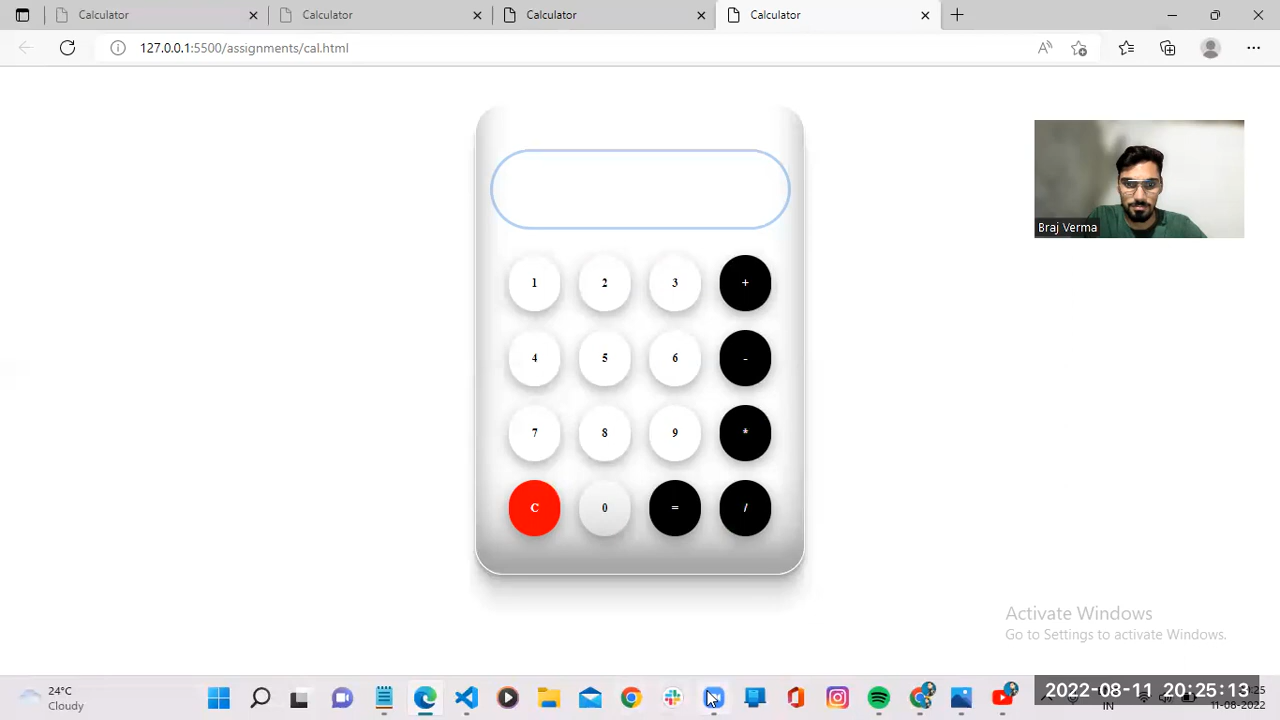 Calculator
Calculator
Calculator
Calculator
127.0.0.1:5500/assignments/cal.html
Braj Verma
1 2 3 +
4 5 6 -
7 8 9 *
C 0 = /
Activate Windows
Go to Settings to activate Windows.
24°C
Cloudy
2022-08-11 20:25:13
IN
11-08-2022